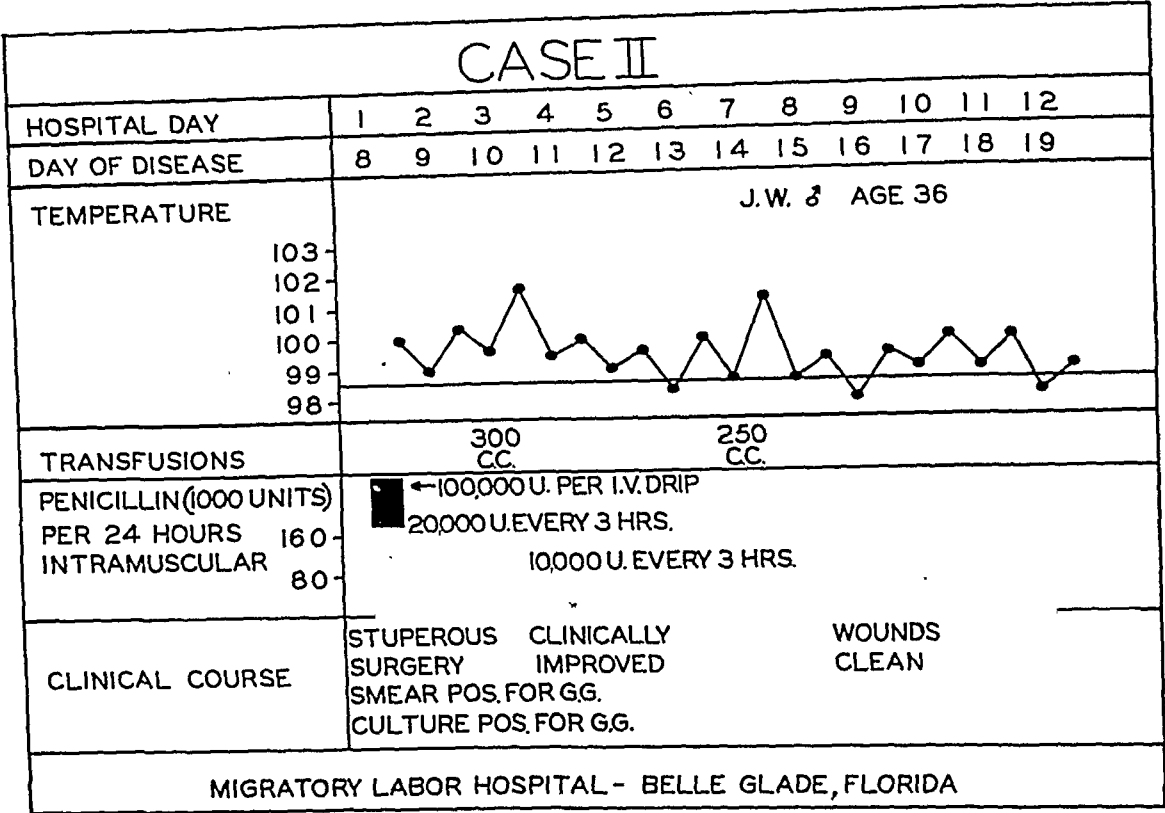 CASE II
HOSPITAL DAY 1 2 3 4 5 6 7 8 9 10 11 12
DAY OF DISEASE 8 9 10 11 12 13 14 15 16 17 18 19
TEMPERATURE
J.W. ♂ AGE 36
103
102
101
100
99
98
TRANSFUSIONS
300
C.C.
250
C.C.
PENICILLIN (1000 UNITS)
PER 24 HOURS
INTRAMUSCULAR
160
80
←100,000 U. PER I.V. DRIP
20,000 U. EVERY 3 HRS.
10,000 U. EVERY 3 HRS.
CLINICAL COURSE
STUPEROUS
SURGERY
SMEAR POS. FOR G.G.
CULTURE POS. FOR G.G.
CLINICALLY
IMPROVED
WOUNDS
CLEAN
MIGRATORY LABOR HOSPITAL - BELLE GLADE, FLORIDA